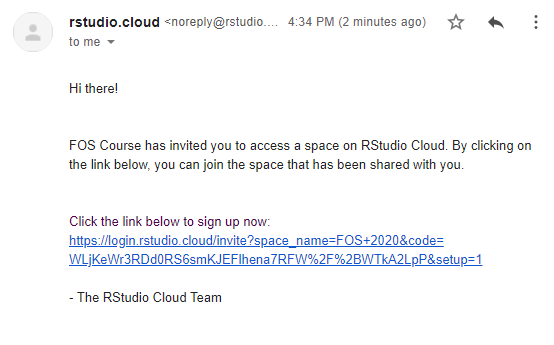 rstudio.cloud <noreply@rstudio.... 4:34 PM (2 minutes ago)
to me
Hi there!
FOS Course has invited you to access a space on RStudio Cloud. By clicking on
the link below, you can join the space that has been shared with you.
Click the link below to sign up now:
https://login.rstudio.cloud/invite?space_name=FOS+2020&code=
WLjKeWr3RDd0RS6smKJEFIhena7RFW%2F%2BWTkA2LpP&setup=1
- The RStudio Cloud Team